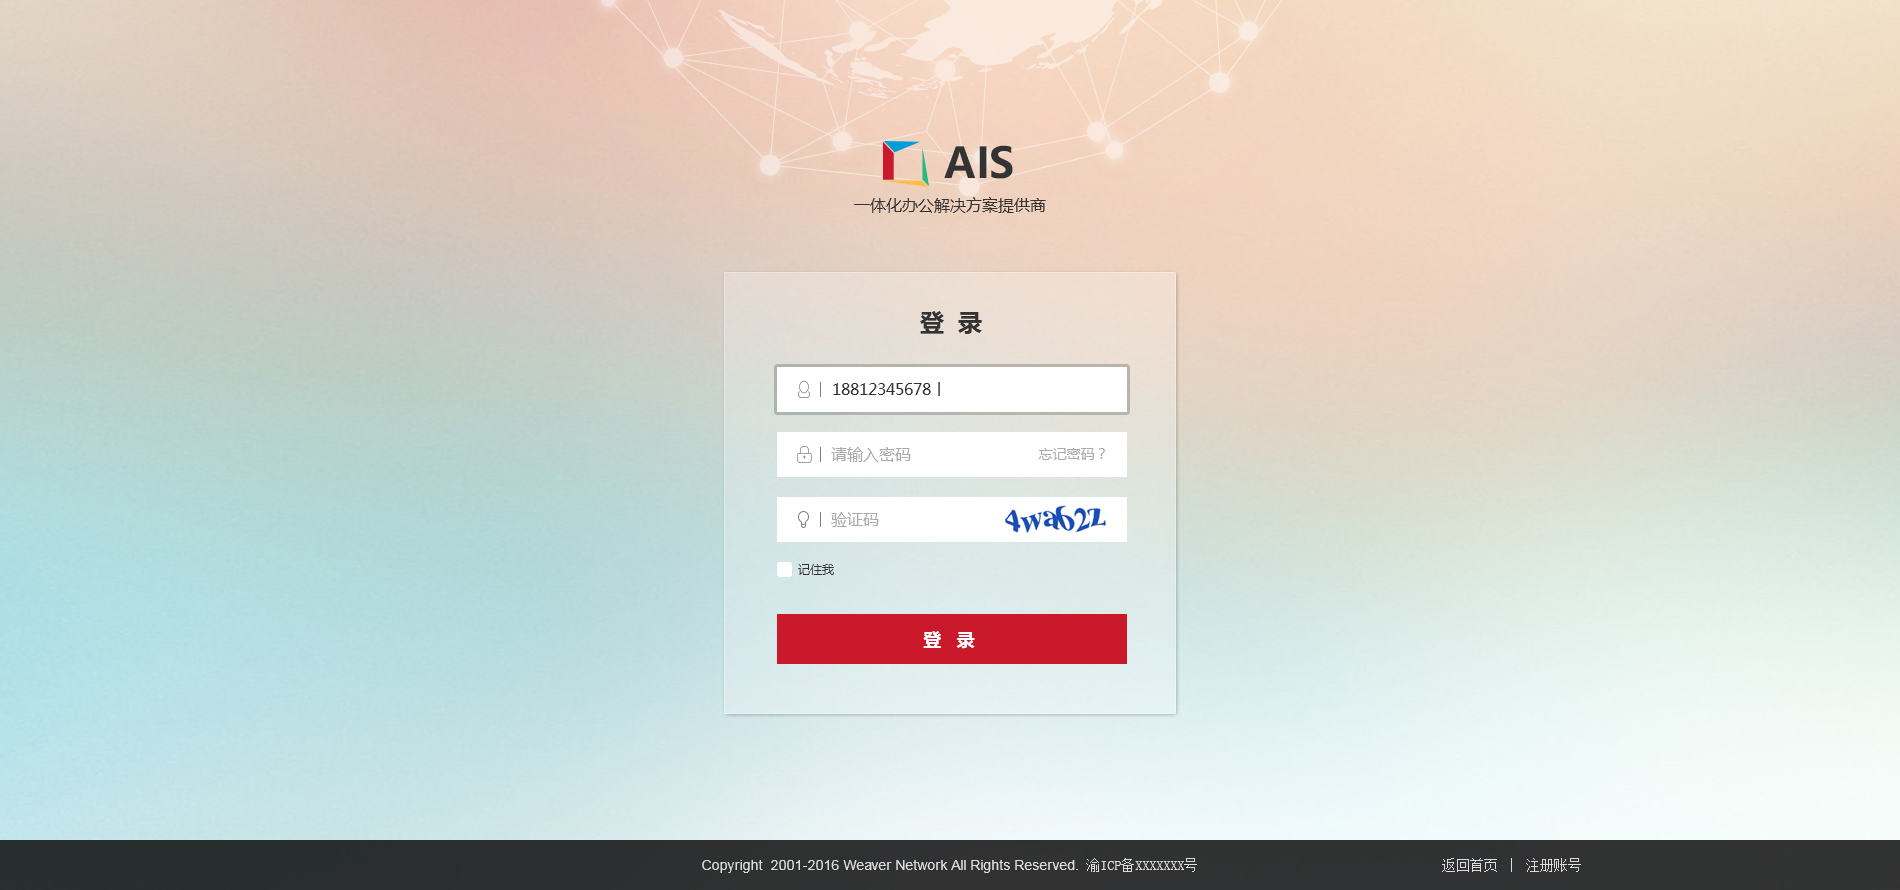 AIS
一体化办公解决方案提供商
登 录
18812345678
请输入密码 忘记密码？
验证码 4wa62z
记住我
登 录
Copyright 2001-2016 Weaver Network All Rights Reserved. 渝ICP备XXXXXXX号 返回首页 | 注册账号